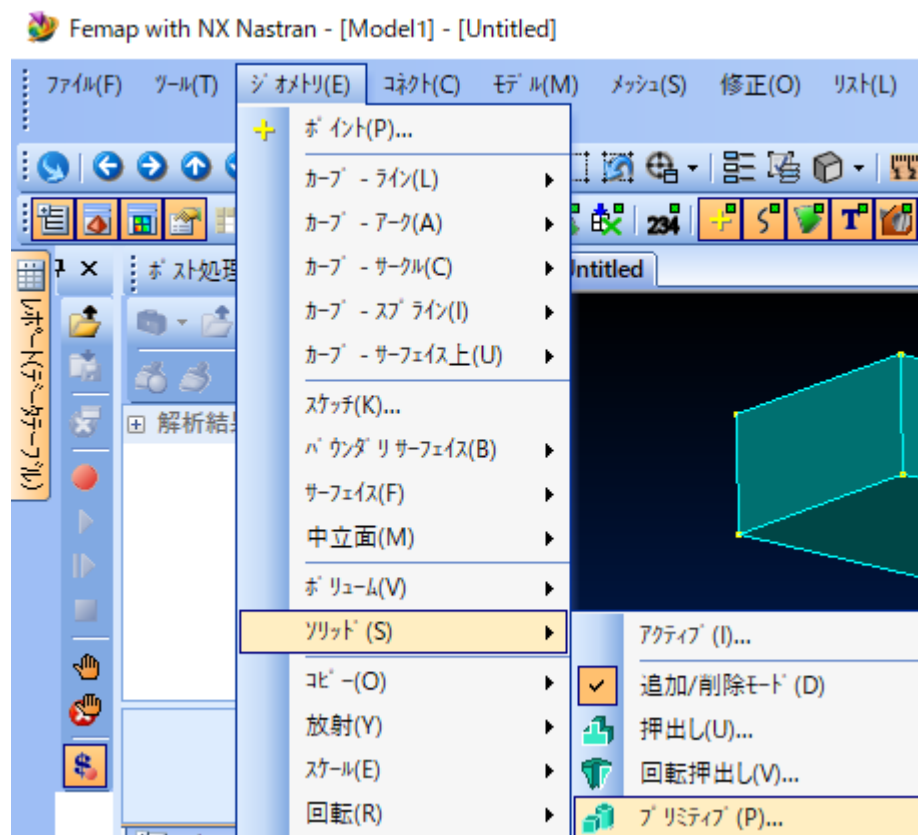 Femap with NX Nastran - [Model1] - [Untitled]
ﾌｧｲﾙ(F) ﾂｰﾙ(T) ｼﾞｵﾒﾄﾘ(E) ｺﾈｸﾄ(C) ﾓﾃﾞﾙ(M) ﾒｯｼｭ(S) 修正(O) ﾘｽﾄ(L)
ﾎﾟｲﾝﾄ(P)...
ｶｰﾌﾞ - ﾗｲﾝ(L)
ｶｰﾌﾞ - ｱｰｸ(A)
234
T
ｶｰﾌﾞ - ｻｰｸﾙ(C)
ﾎﾟｽﾄ処理
ntitled
ｶｰﾌﾞ - ｽﾌﾟﾗｲﾝ(I)
ｶｰﾌﾞ - ｻｰﾌｪｲｽ上(U)
ﾚﾎﾟｰﾄ(ﾃﾞｰﾀﾃｰﾌﾞﾙ)
ｽｹｯﾁ(K)...
解析結果
ﾊﾞｳﾝﾀﾞﾘ ｻｰﾌｪｲｽ(B)
ｻｰﾌｪｲｽ(F)
中立面(M)
ﾎﾞﾘｭｰﾑ(V)
ｿﾘｯﾄﾞ(S)
ｱｸﾃｨﾌﾞ(I)...
ｺﾋﾟｰ(O)
追加/削除ﾓｰﾄﾞ(D)
放射(Y)
押出し(U)...
ｽｹｰﾙ(E)
回転押出し(V)...
回転(R)
ﾌﾟﾘﾐﾃｨﾌﾞ(P)...